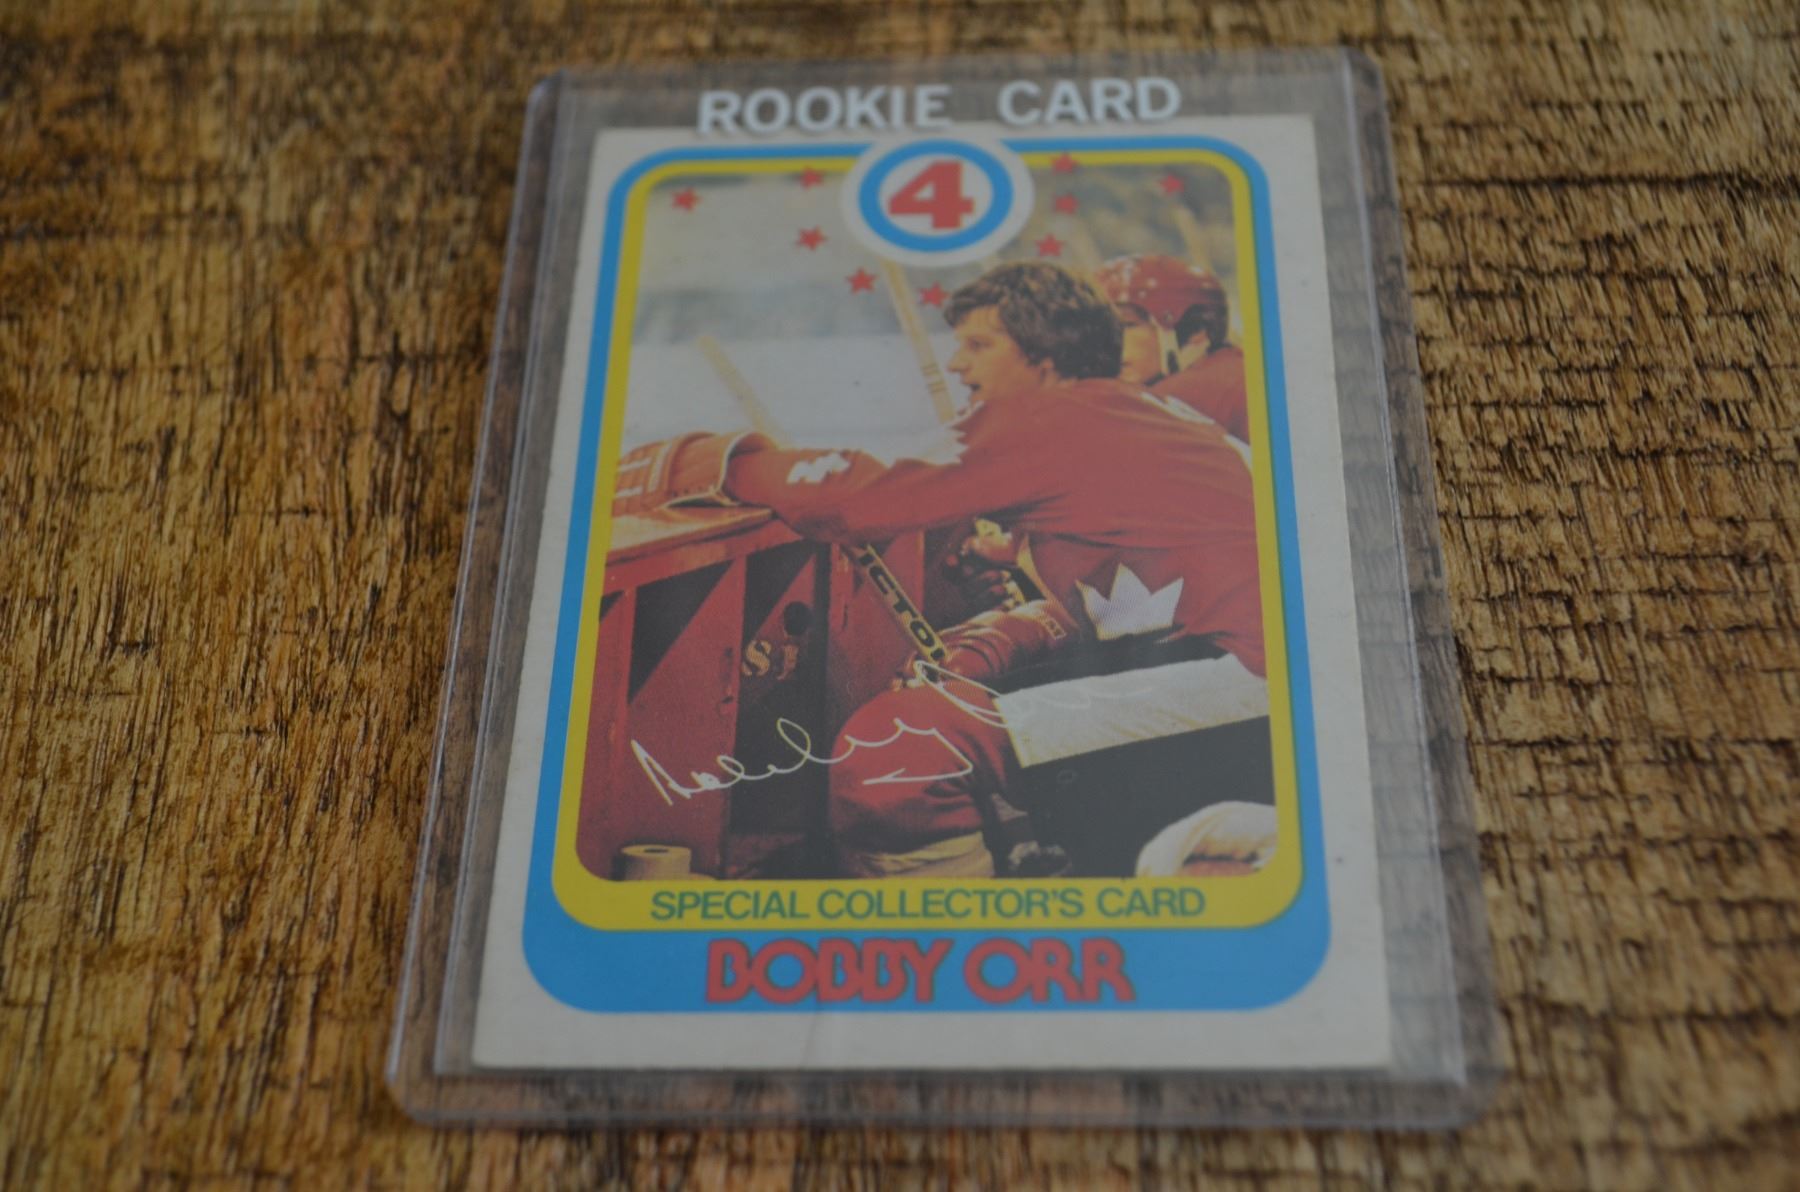 ROOKIE CARD
4
SPECIAL COLLECTOR'S CARD
BOBBY ORR